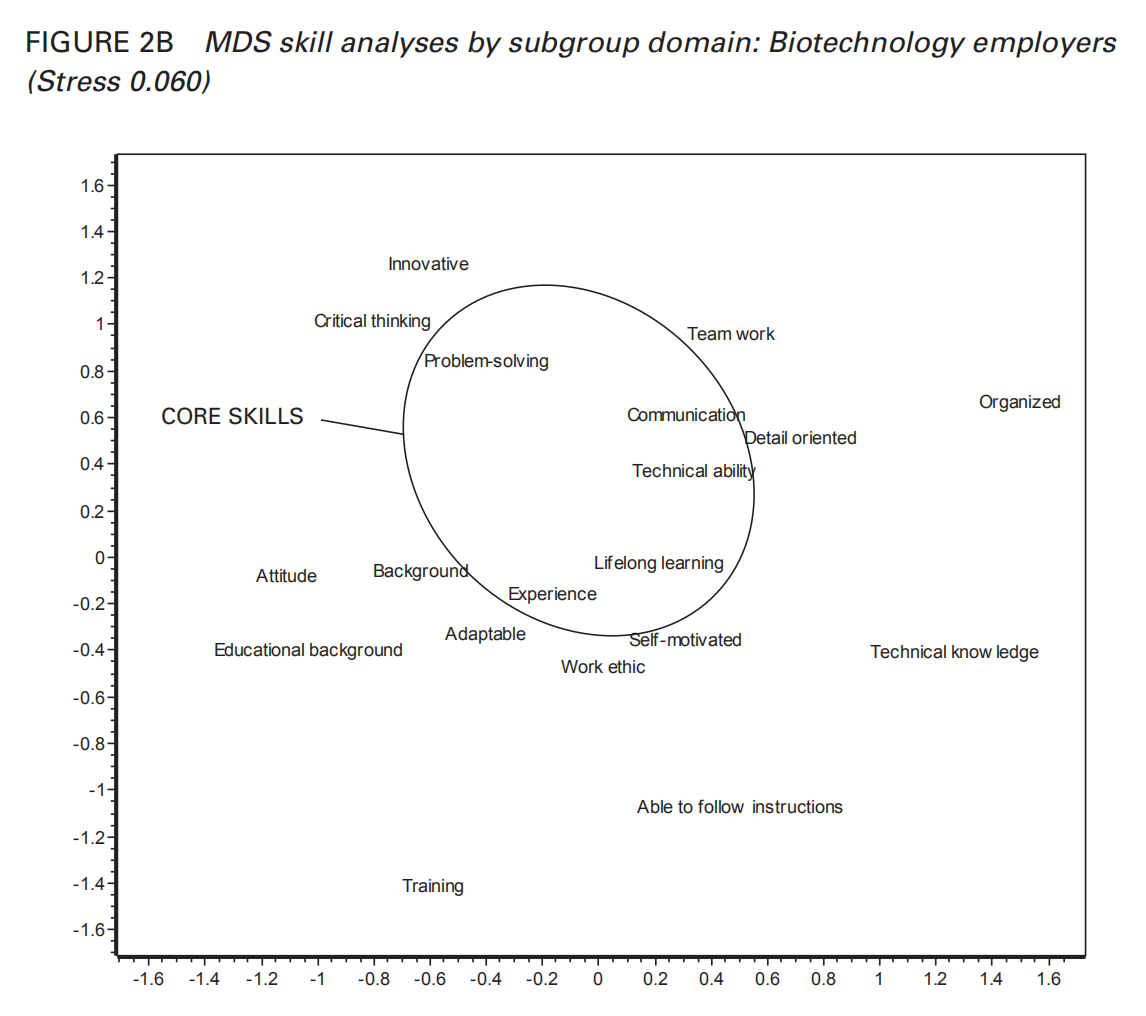 FIGURE 2B MDS skill analyses by subgroup domain: Biotechnology employers
(Stress 0.060)
1.6
1.4
Innovative
1.2
Critical thinking
1
Team work
Problem-solving
0.8
Organized
CORE SKILLS
0.6
Communication
Detail oriented
0.4
Technical ability
0.2
0
Lifelong learning
Background
Attitude
Experience
-0.2
Adaptable
Self-motivated
Educational background
-0.4
Technical know ledge
Work ethic
-0.6
-0.8
-1
Able to follow instructions
-1.2
-1.4
Training
-1.6
-1.6 -1.4 -1.2 -1 -0.8 -0.6 -0.4 -0.2 0 0.2 0.4 0.6 0.8 1 1.2 1.4 1.6